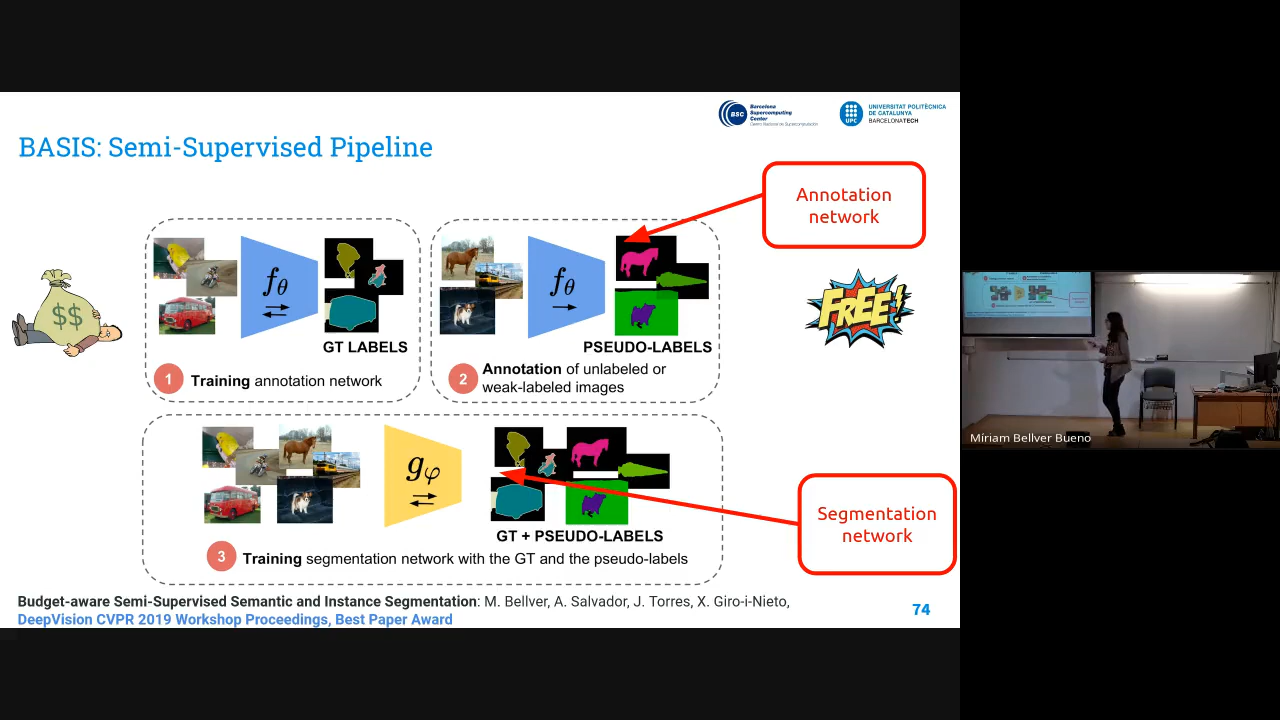 BSC
Barcelona
Supercomputing
Center
Centro Nacional de Supercomputación
UPC
UNIVERSITAT POLITÈCNICA
DE CATALUNYA
BARCELONATECH
BASIS: Semi-Supervised Pipeline
Annotation
network
$$
fθ
GT LABELS
1 Training annotation network
fθ
PSEUDO-LABELS
2 Annotation of unlabeled or
weak-labeled images
FREE!
gφ
GT + PSEUDO-LABELS
3 Training segmentation network with the GT and the pseudo-labels
Segmentation
network
Budget-aware Semi-Supervised Semantic and Instance Segmentation: M. Bellver, A. Salvador, J. Torres, X. Giro-i-Nieto,
DeepVision CVPR 2019 Workshop Proceedings, Best Paper Award
74
Míriam Bellver Bueno